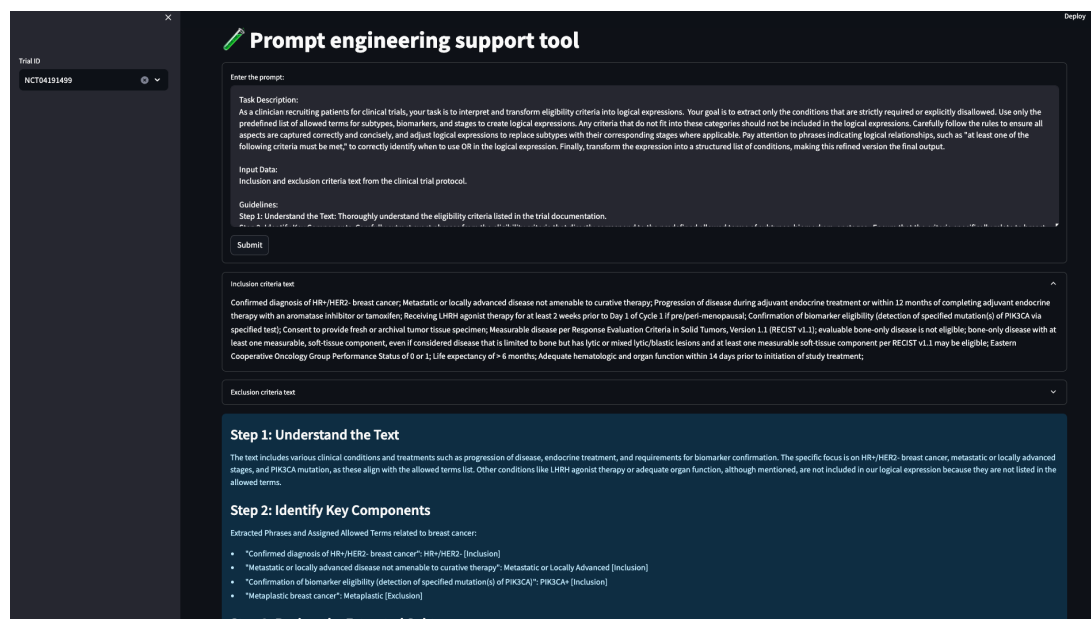 Deploy
Trial ID
NCT04191499
Prompt engineering support tool
Enter the prompt:
Task Description:
As a clinician recruiting patients for clinical trials, your task is to interpret and transform eligibility criteria into logical expressions. Your goal is to extract only the conditions that are strictly required or explicitly disallowed. Use only the
predefined list of allowed terms for subtypes, biomarkers, and stages to create logical expressions. Any criteria that do not fit into these categories should not be included in the logical expressions. Carefully follow the rules to ensure all
aspects are captured correctly and concisely, and adjust logical expressions to replace subtypes with their corresponding stages where applicable. Pay attention to phrases indicating logical relationships, such as "at least one of the
following criteria must be met," to correctly identify when to use OR in the logical expression. Finally, transform the expression into a structured list of conditions, making this refined version the final output.
Input Data:
Inclusion and exclusion criteria text from the clinical trial protocol.
Guidelines:
Step 1: Understand the Text: Thoroughly understand the eligibility criteria listed in the trial documentation.
Submit
Inclusion criteria text
Confirmed diagnosis of HR+/HER2- breast cancer; Metastatic or locally advanced disease not amenable to curative therapy; Progression of disease during adjuvant endocrine treatment or within 12 months of completing adjuvant endocrine
therapy with an aromatase inhibitor or tamoxifen; Receiving LHRH agonist therapy for at least 2 weeks prior to Day 1 of Cycle 1 if pre/peri-menopausal; Confirmation of biomarker eligibility (detection of specified mutation(s) of PIK3CA via
specified test); Consent to provide fresh or archival tumor tissue specimen; Measurable disease per Response Evaluation Criteria in Solid Tumors, Version 1.1 (RECIST v1.1); evaluable bone-only disease is not eligible; bone-only disease with at
least one measurable, soft-tissue component, even if considered disease that is limited to bone but has lytic or mixed lytic/blastic lesions and at least one measurable soft-tissue component per RECIST v1.1 may be eligible; Eastern
Cooperative Oncology Group Performance Status of 0 or 1; Life expectancy of > 6 months; Adequate hematologic and organ function within 14 days prior to initiation of study treatment;
Exclusion criteria text
Step 1: Understand the Text
The text includes various clinical conditions and treatments such as progression of disease, endocrine treatment, and requirements for biomarker confirmation. The specific focus is on HR+/HER2- breast cancer, metastatic or locally advanced
stages, and PIK3CA mutation, as these align with the allowed terms list. Other conditions like LHRH agonist therapy or adequate organ function, although mentioned, are not included in our logical expression because they are not listed in the
allowed terms.
Step 2: Identify Key Components
Extracted Phrases and Assigned Allowed Terms related to breast cancer:
• "Confirmed diagnosis of HR+/HER2- breast cancer": HR+/HER2- [Inclusion]
• "Metastatic or locally advanced disease not amenable to curative therapy": Metastatic or Locally Advanced [Inclusion]
• "Confirmation of biomarker eligibility (detection of specified mutation(s) of PIK3CA)": PIK3CA+ [Inclusion]
• "Metaplastic breast cancer": Metaplastic [Exclusion]